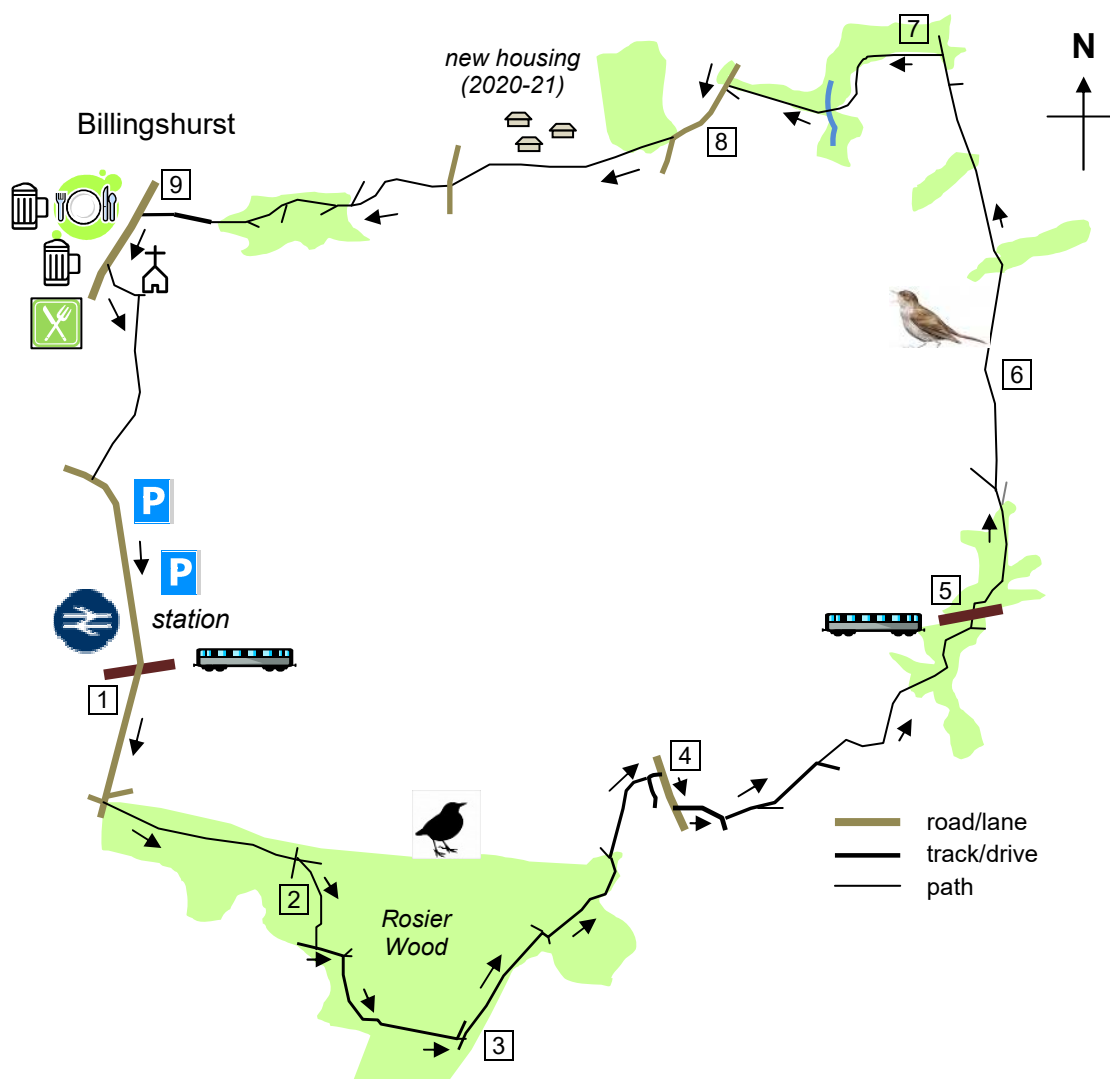 new housing
(2020-21)
7
N
Billingshurst
8
9
6
P
P
5
station
1
4
road/lane
track/drive
path
2
Rosier
Wood
3